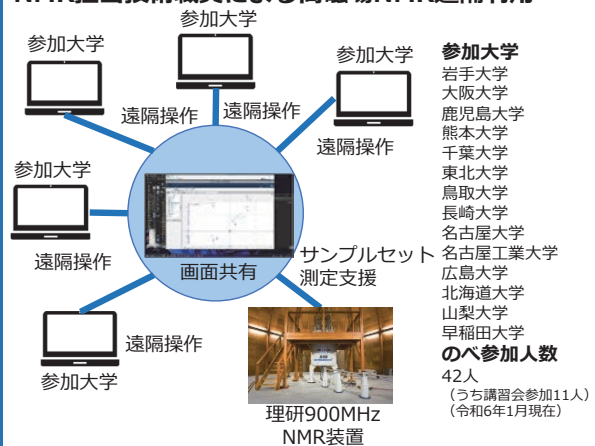 参加大学
参加大学
参加大学
遠隔操作
遠隔操作
遠隔操作
参加大学
遠隔操作
画面共有
サンプルセット
測定支援
遠隔操作
参加大学
理研900MHz
NMR装置
参加大学
岩手大学
大阪大学
鹿児島大学
熊本大学
千葉大学
東北大学
鳥取大学
長崎大学
名古屋大学
名古屋工業大学
広島大学
北海道大学
山梨大学
早稲田大学
のべ参加人数
42人
（うち講習会参加11人）
（令和6年1月現在）